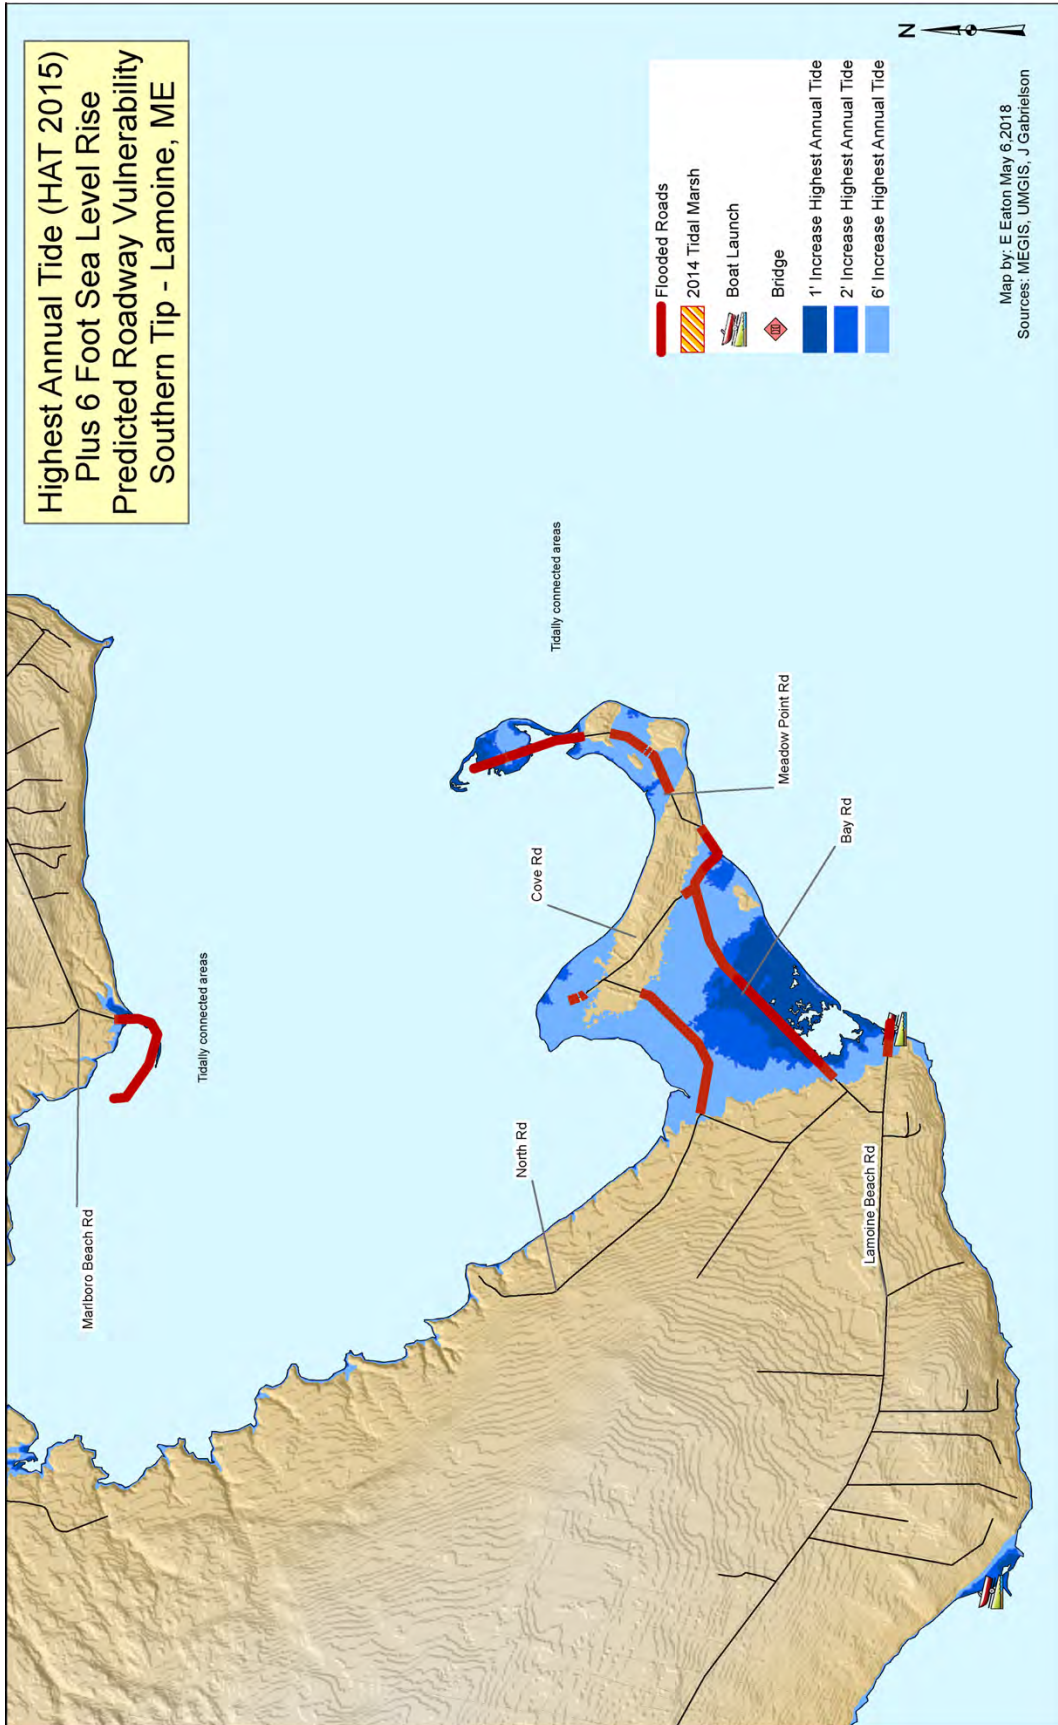 Highest Annual Tide (HAT 2015)
Plus 6 Foot Sea Level Rise
Predicted Roadway Vulnerability
Southern Tip - Lamoine, ME
Marlboro Beach Rd
Tidally connected areas
Tidally connected areas
North Rd
Cove Rd
Meadow Point Rd
Bay Rd
Lamoine Beach Rd
Flooded Roads
2014 Tidal Marsh
Boat Launch
Bridge
1' Increase Highest Annual Tide
2' Increase Highest Annual Tide
6' Increase Highest Annual Tide
N
Map by: E Eaton May 6,2018
Sources: MEGIS, UMGIS, J Gabrielson